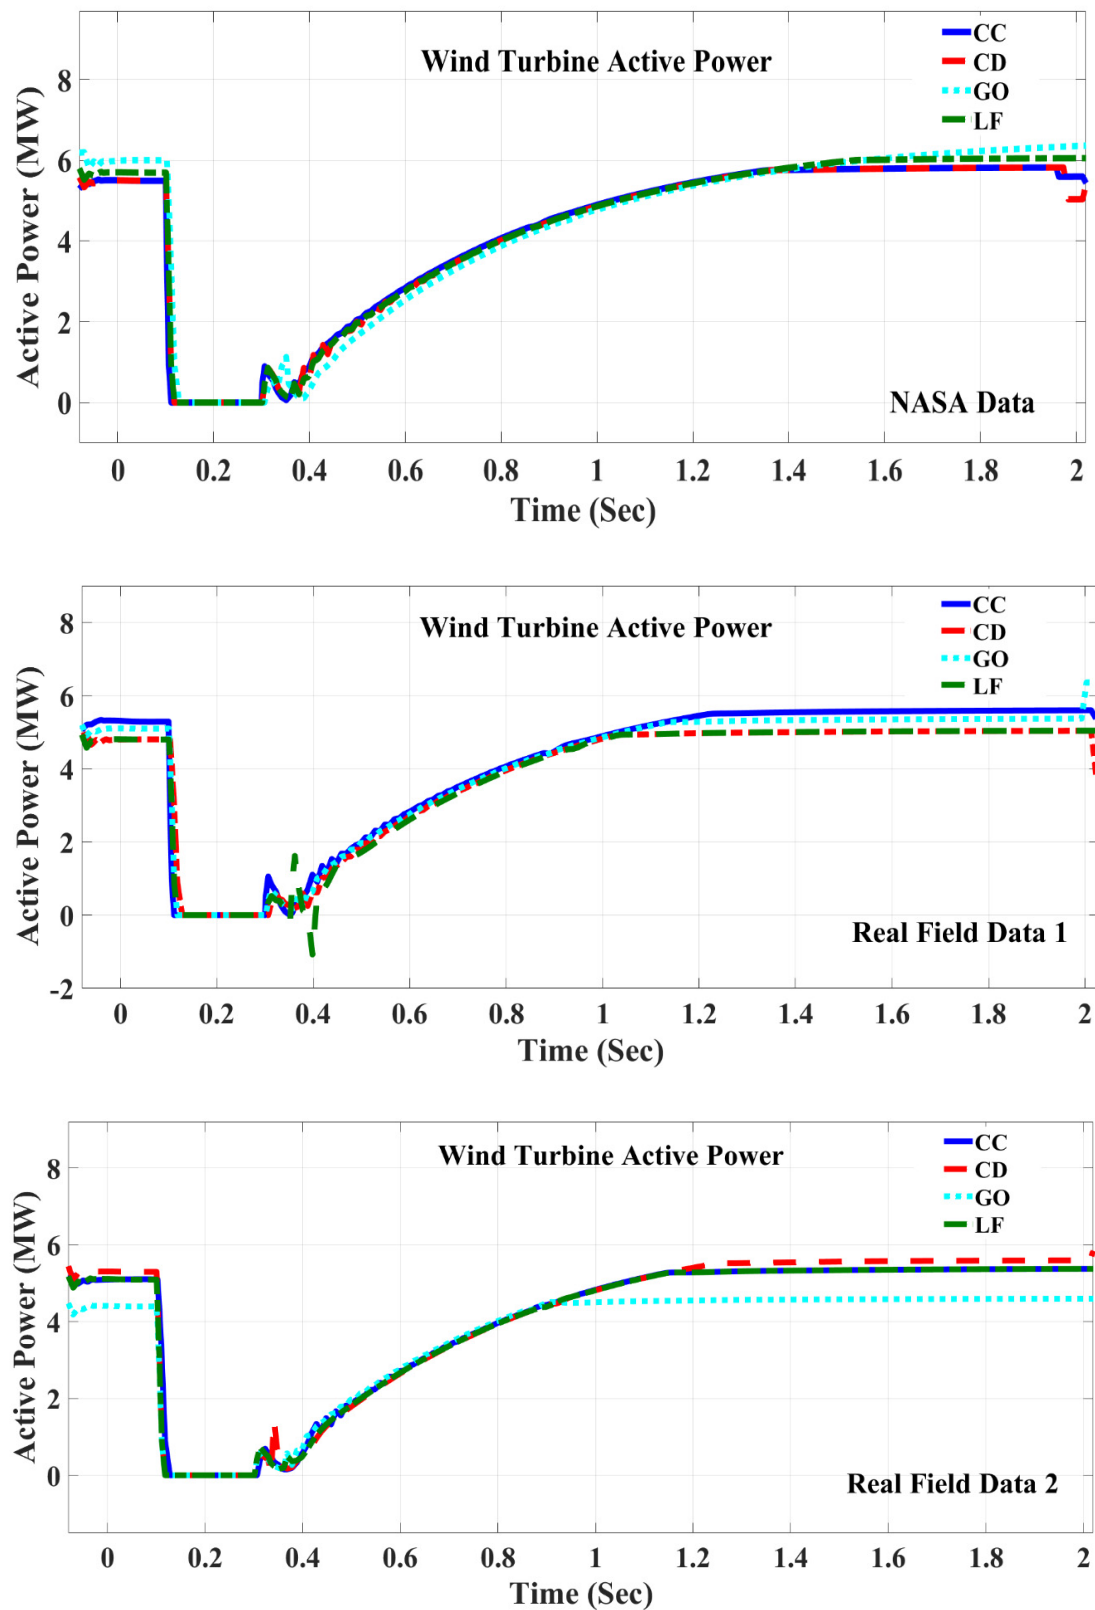 Wind Turbine Active Power
CC
CD
GO
LF
Active Power (MW)
8
6
4
2
0
NASA Data
0 0.2 0.4 0.6 0.8 1 1.2 1.4 1.6 1.8 2
Time (Sec)
Wind Turbine Active Power
CC
CD
GO
LF
Active Power (MW)
8
6
4
2
0
-2
Real Field Data 1
0 0.2 0.4 0.6 0.8 1 1.2 1.4 1.6 1.8 2
Time (Sec)
Wind Turbine Active Power
CC
CD
GO
LF
Active Power (MW)
8
6
4
2
0
Real Field Data 2
0 0.2 0.4 0.6 0.8 1 1.2 1.4 1.6 1.8 2
Time (Sec)